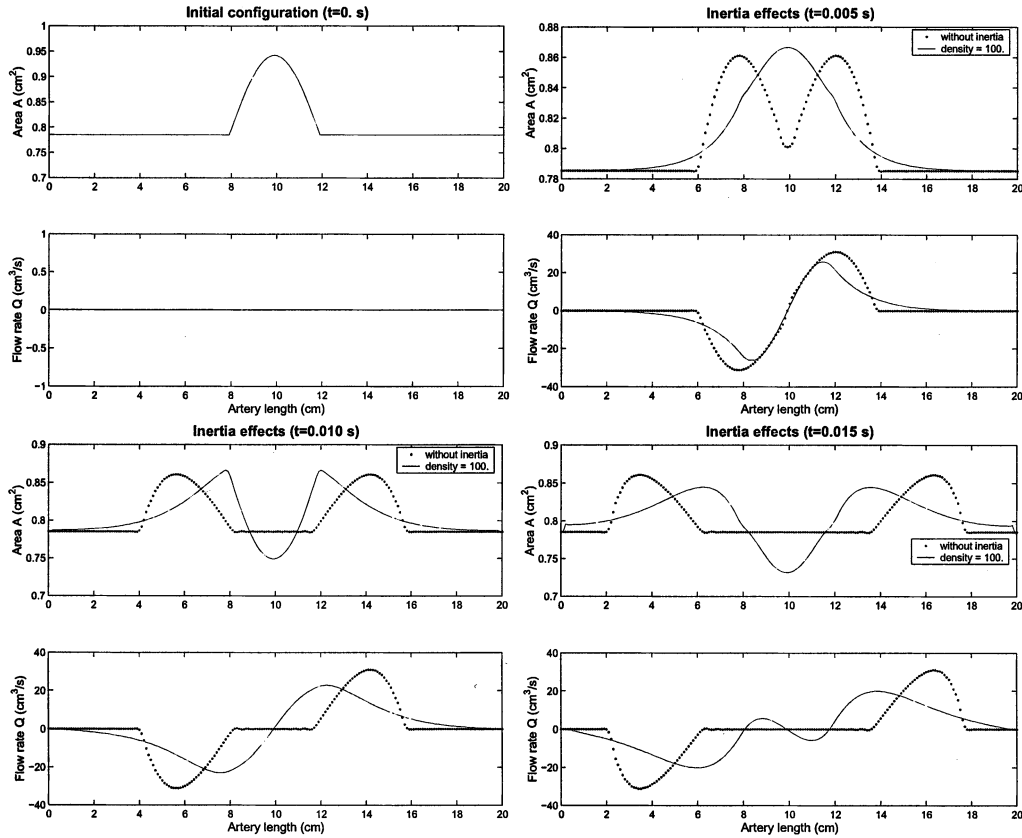 Initial configuration (t=0. s)
1
0.95
0.9
0.85
0.8
0.75
0.7
Area A (cm²)
0 2 4 6 8 10 12 14 16 18 20
1
0.5
0
−0.5
−1
Flow rate Q (cm³/s)
0 2 4 6 8 10 12 14 16 18 20
Artery length (cm)
Inertia effects (t=0.005 s)
0.88
0.86
0.84
0.82
0.8
0.78
Area A (cm²)
without inertia
density = 100.
0 2 4 6 8 10 12 14 16 18 20
40
20
0
−20
−40
Flow rate Q (cm³/s)
0 2 4 6 8 10 12 14 16 18 20
Artery length (cm)
Inertia effects (t=0.010 s)
0.9
0.85
0.8
0.75
0.7
Area A (cm²)
without inertia
density = 100.
0 2 4 6 8 10 12 14 16 18 20
40
20
0
−20
−40
Flow rate Q (cm³/s)
0 2 4 6 8 10 12 14 16 18 20
Artery length (cm)
Inertia effects (t=0.015 s)
0.9
0.85
0.8
0.75
0.7
Area A (cm²)
without inertia
density = 100.
0 2 4 6 8 10 12 14 16 18 20
40
20
0
−20
−40
Flow rate Q (cm³/s)
0 2 4 6 8 10 12 14 16 18 20
Artery length (cm)